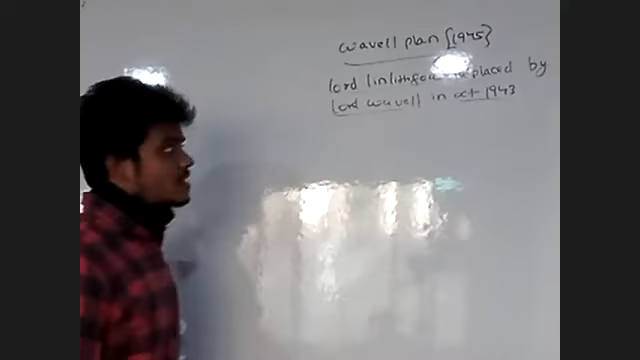 wavell plan {1945}
lord linlithgow replaced by
lord wavell in oct 1943